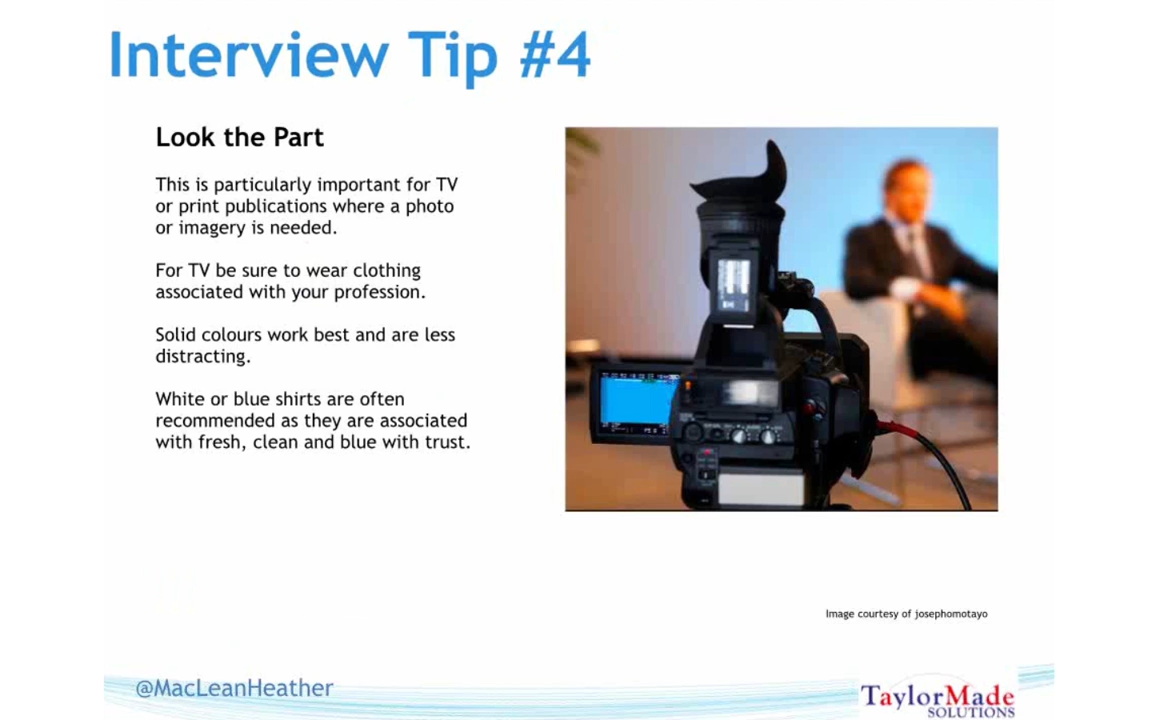 Interview Tip #4
Look the Part
This is particularly important for TV
or print publications where a photo
or imagery is needed.
For TV be sure to wear clothing
associated with your profession.
Solid colours work best and are less
distracting.
White or blue shirts are often
recommended as they are associated
with fresh, clean and blue with trust.
Image courtesy of josephomotayo
@MacLeanHeather
TaylorMade
SOLUTIONS